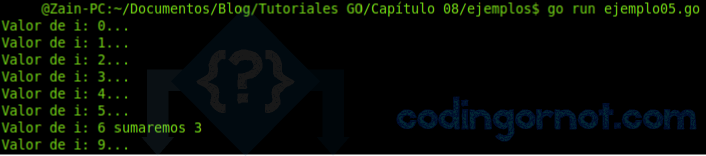 @Zain-PC:~/Documentos/Blog/Tutoriales GO/Capítulo 08/ejemplos$ go run ejemplo05.go
Valor de i: 0...
Valor de i: 1...
Valor de i: 2...
Valor de i: 3...
Valor de i: 4...
Valor de i: 5...
Valor de i: 6 sumaremos 3
Valor de i: 9...
{?}
codingornot.com